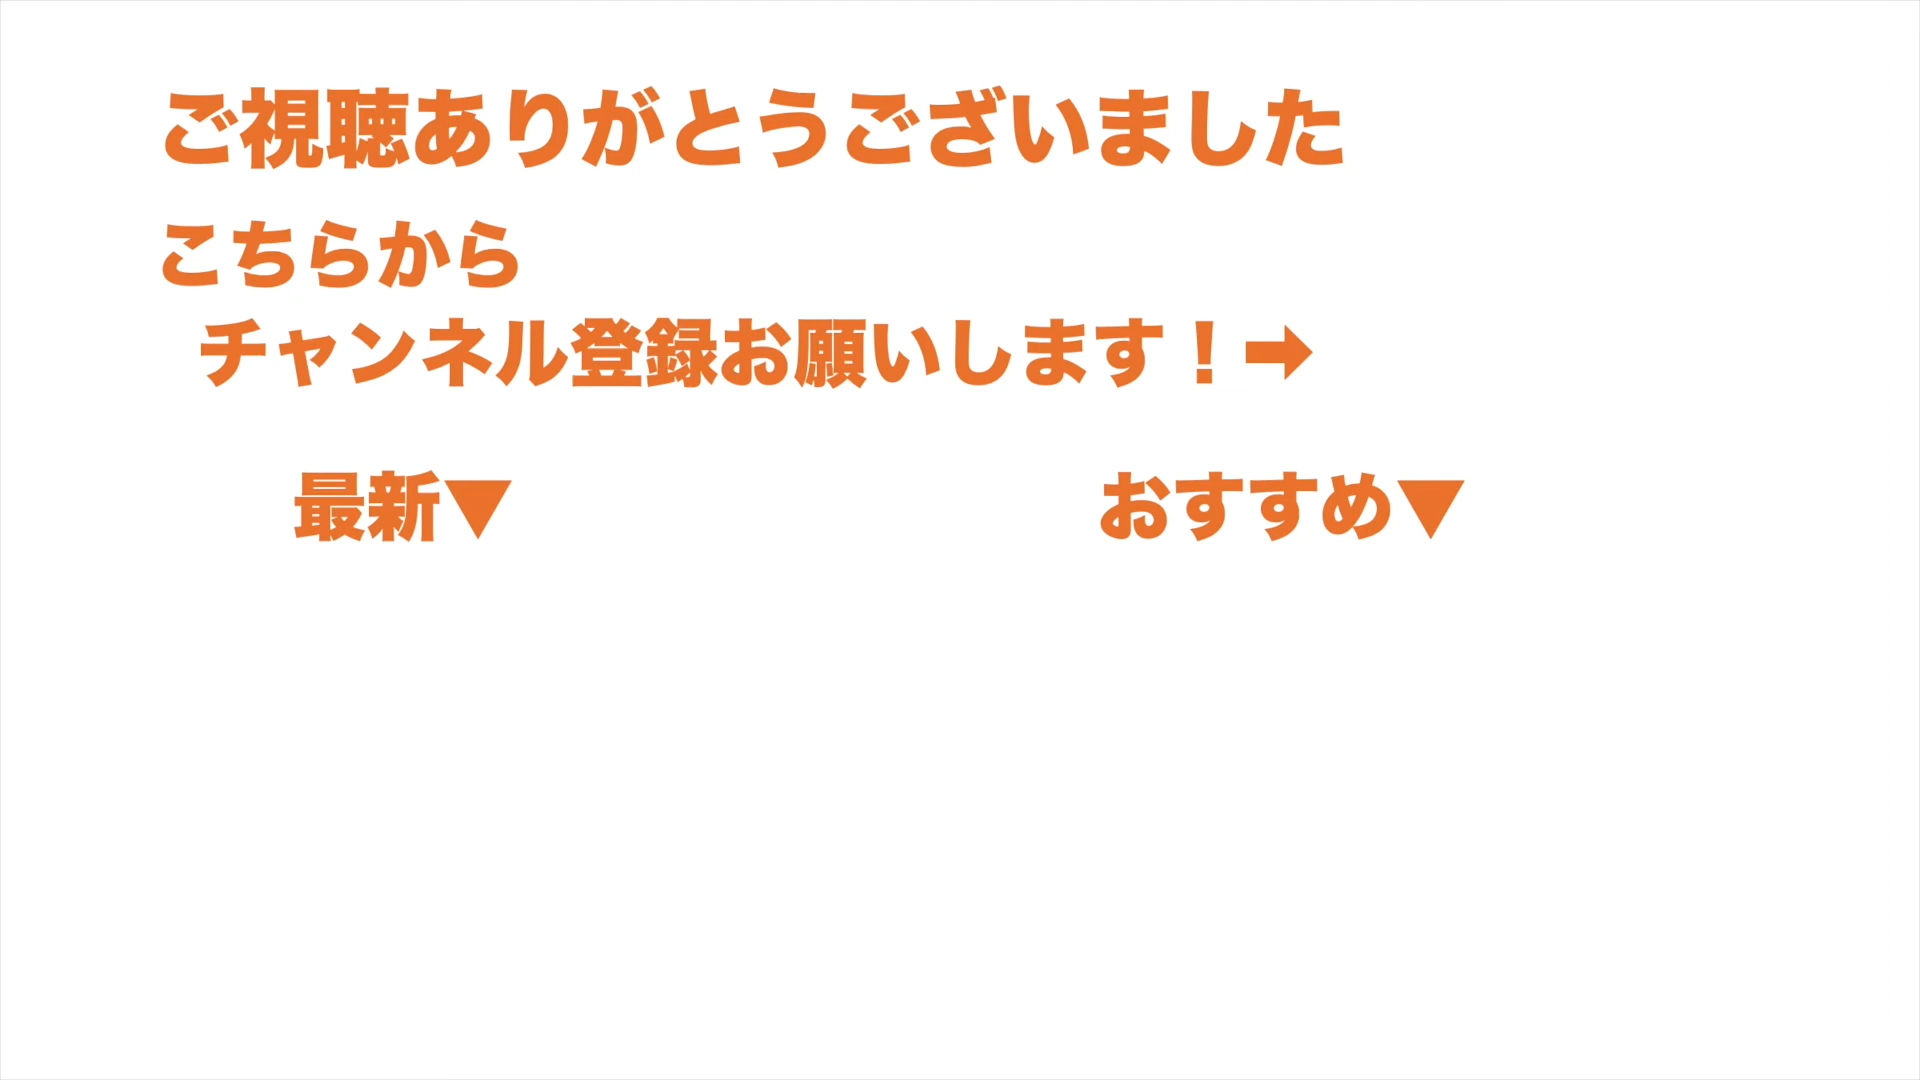 ご視聴ありがとうございました
こちらから
チャンネル登録お願いします！➡
最新▼
おすすめ▼